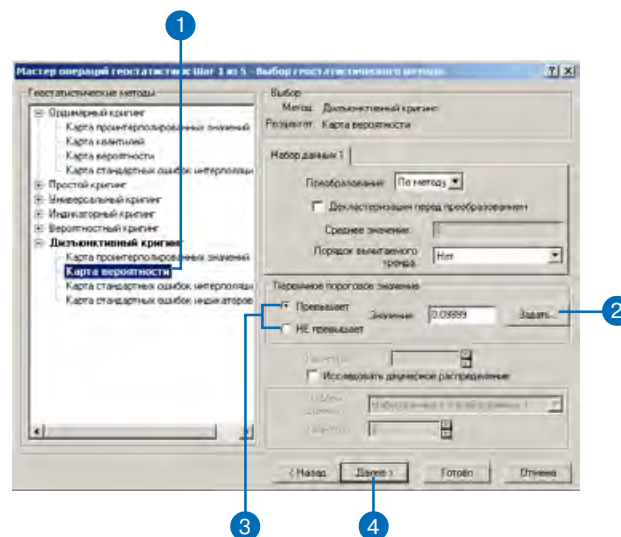 1
Мастер операций геостатистик: Шаг 1 из 5 - Выбор геостатистического метода
Геостатистические методы
Ординарный кригинг
Карта проинтерполированных значений
Карта квантилей
Карта вероятности
Карта стандартных ошибок интерполяци
Простой кригинг
Универсальный кригинг
Индикаторный кригинг
Вероятностный кригинг
Дизъюнктивный кригинг
Карта проинтерполированных значений
Карта вероятности
Карта стандартных ошибок интерполяци
Карта стандартных ошибок индикаторов
Выбор
Метод: Дизъюнктивный кригинг
Результат: Карта вероятности
Набор данных 1
Преобразование: По методу
Декластеризация перед преобразованием
Среднее значение:
Порядок вычитаемого тренда:
Нет
Первичное пороговое значение
Превышает
НЕ превышает
Значение: 0.09899
Задать...
2
3
Исследовать двумерное распределение
< Назад
Далее >
Готово
Отмена
3
4